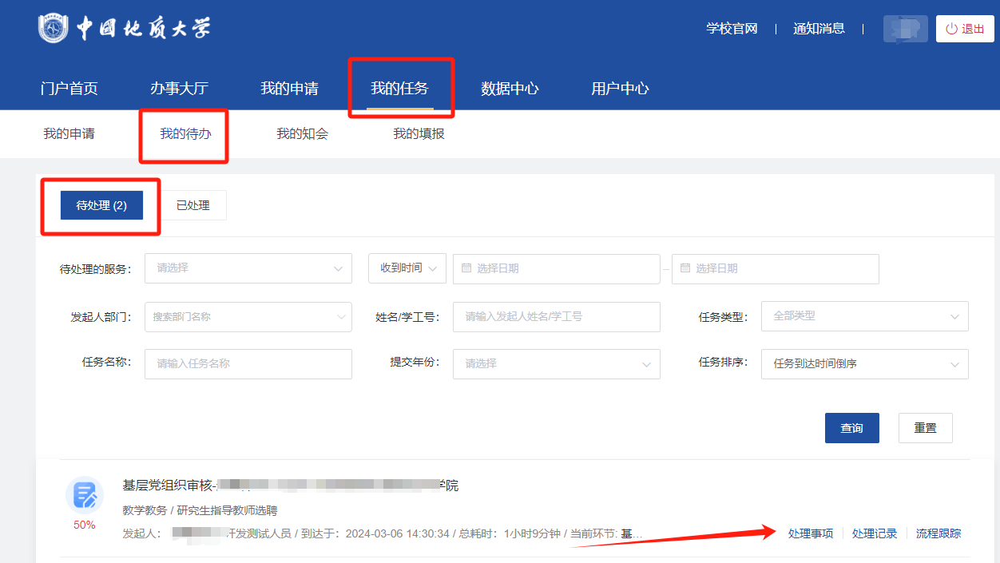 中国地质大学
学校官网 | 通知消息 | 退出
门户首页 办事大厅 我的申请 我的任务 数据中心 用户中心
我的申请 我的待办 我的知会 我的填报
待处理 (2) 已处理
待处理的服务： 请选择 收到时间 选择日期 – 选择日期
发起人部门： 搜索部门名称 姓名/学工号： 请输入发起人姓名/学工号 任务类型： 全部类型
任务名称： 请输入任务名称 提交年份： 请选择 任务排序： 任务到达时间倒序
查询 重置
基层党组织审核- 学院
教学教务 / 研究生指导教师选聘
50%
发起人： 开发测试人员 / 到达于：2024-03-06 14:30:34 / 总耗时：1小时9分钟 / 当前环节: 基... 处理事项 处理记录 流程跟踪